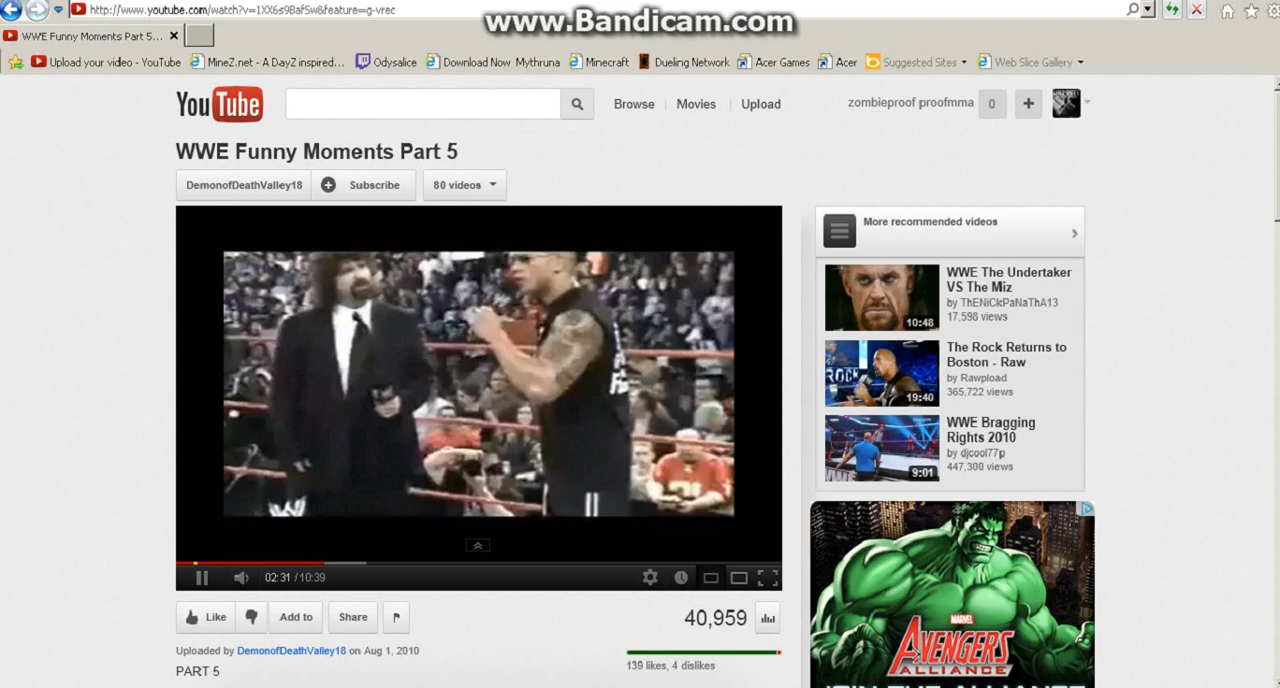 http://www.youtube.com/watch?v=1XX6s9BafSw&feature=g-vrec
www.Bandicam.com
WWE Funny Moments Part 5...
Upload your video - YouTube
MineZ.net - A DayZ inspired...
Odysalice
Download Now Mythruna
Minecraft
Dueling Network
Acer Games
Acer
Suggested Sites
Web Slice Gallery
YouTube
Browse
Movies
Upload
zombieproof proofmma
0
WWE Funny Moments Part 5
DemonofDeathValley18
Subscribe
80 videos
More recommended videos
WWE The Undertaker
VS The Miz
by ThENiCkPaNaThA13
17,598 views
10:48
The Rock Returns to
Boston - Raw
by Rawpload
365,722 views
ROCK
19:40
WWE Bragging
Rights 2010
by djcool77p
447,300 views
9:01
02:31 / 10:39
Like
Add to
Share
40,959
Uploaded by DemonofDeathValley18 on Aug 1, 2010
139 likes, 4 dislikes
PART 5
MARVEL
AVENGERS
ALLIANCE
JOIN THE ALLIANCE